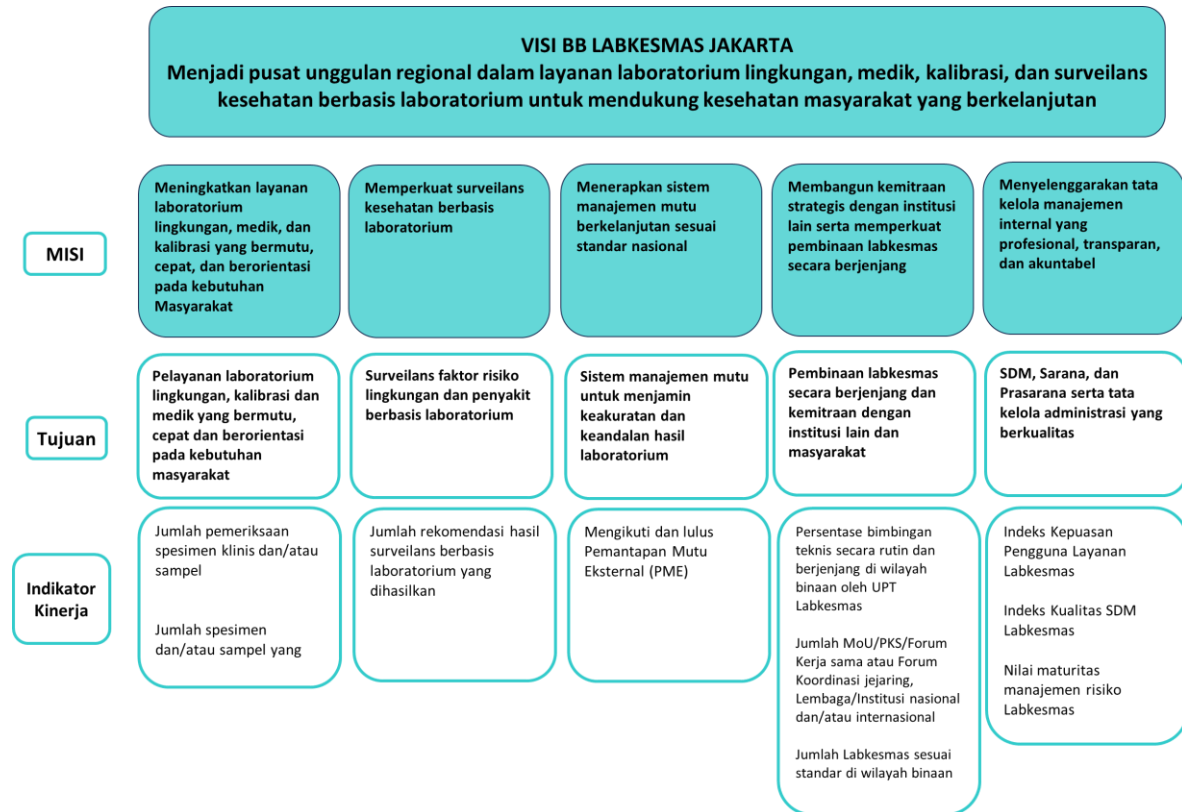 VISI BB LABKESMAS JAKARTA
Menjadi pusat unggulan regional dalam layanan laboratorium lingkungan, medik, kalibrasi, dan surveilans
kesehatan berbasis laboratorium untuk mendukung kesehatan masyarakat yang berkelanjutan
MISI
Meningkatkan layanan
laboratorium
lingkungan, medik, dan
kalibrasi yang bermutu,
cepat, dan berorientasi
pada kebutuhan
Masyarakat
Memperkuat surveilans
kesehatan berbasis
laboratorium
Menerapkan sistem
manajemen mutu
berkelanjutan sesuai
standar nasional
Membangun kemitraan
strategis dengan institusi
lain serta memperkuat
pembinaan labkesmas
secara berjenjang
Menyelenggarakan tata
kelola manajemen
internal yang
profesional, transparan,
dan akuntabel
Tujuan
Pelayanan laboratorium
lingkungan, kalibrasi dan
medik yang bermutu,
cepat dan berorientasi
pada kebutuhan
masyarakat
Surveilans faktor risiko
lingkungan dan penyakit
berbasis laboratorium
Sistem manajemen mutu
untuk menjamin
keakuratan dan
keandalan hasil
laboratorium
Pembinaan labkesmas
secara berjenjang dan
kemitraan dengan
institusi lain dan
masyarakat
SDM, Sarana, dan
Prasarana serta tata
kelola administrasi yang
berkualitas
Indikator
Kinerja
Jumlah pemeriksaan
spesimen klinis dan/atau
sampel
Jumlah spesimen
dan/atau sampel yang
Jumlah rekomendasi hasil
surveilans berbasis
laboratorium yang
dihasilkan
Mengikuti dan lulus
Pemantapan Mutu
Eksternal (PME)
Persentase bimbingan
teknis secara rutin dan
berjenjang di wilayah
binaan oleh UPT
Labkesmas
Jumlah MoU/PKS/Forum
Kerja sama atau Forum
Koordinasi jejaring,
Lembaga/Institusi nasional
dan/atau internasional
Jumlah Labkesmas sesuai
standar di wilayah binaan
Indeks Kepuasan
Pengguna Layanan
Labkesmas
Indeks Kualitas SDM
Labkesmas
Nilai maturitas
manajemen risiko
Labkesmas